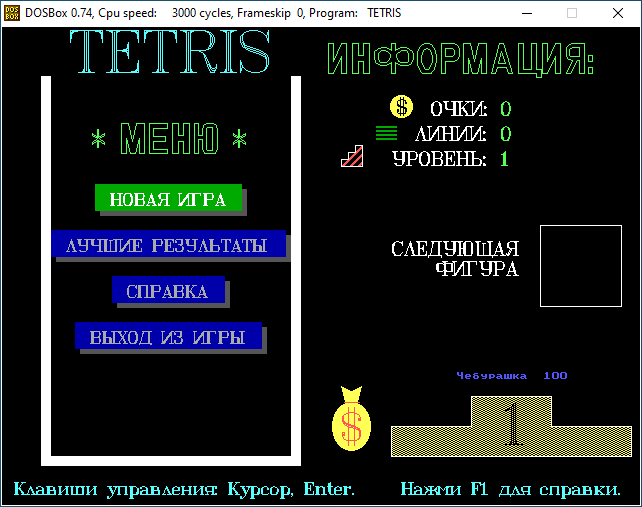 DOSBox 0.74, Cpu speed: 3000 cycles, Frameskip 0, Program: TETRIS
TETRIS
* МЕНЮ *
НОВАЯ ИГРА
ЛУЧШИЕ РЕЗУЛЬТАТЫ
СПРАВКА
ВЫХОД ИЗ ИГРЫ
ИНФОРМАЦИЯ:
$ ОЧКИ: 0
ЛИНИИ: 0
УРОВЕНЬ: 1
СЛЕДУЮЩАЯ
ФИГУРА
Чебурашка 100
$
1
Клавиши управления: Курсор, Enter.
Нажми F1 для справки.